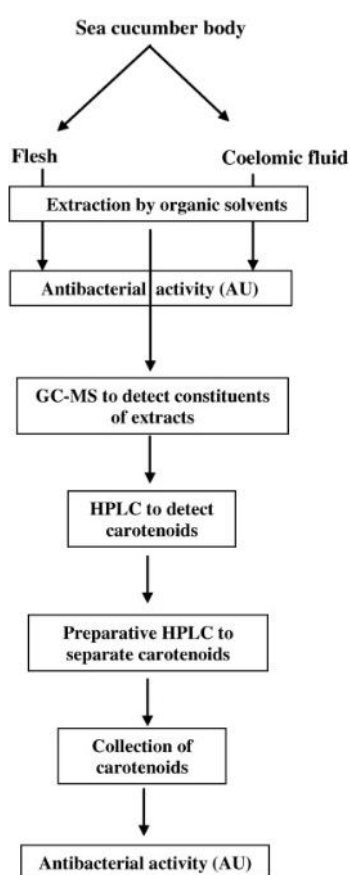 Sea cucumber body
Flesh
Coelomic fluid
Extraction by organic solvents
Antibacterial activity (AU)
GC-MS to detect constituents
of extracts
HPLC to detect
carotenoids
Preparative HPLC to
separate carotenoids
Collection of
carotenoids
Antibacterial activity (AU)